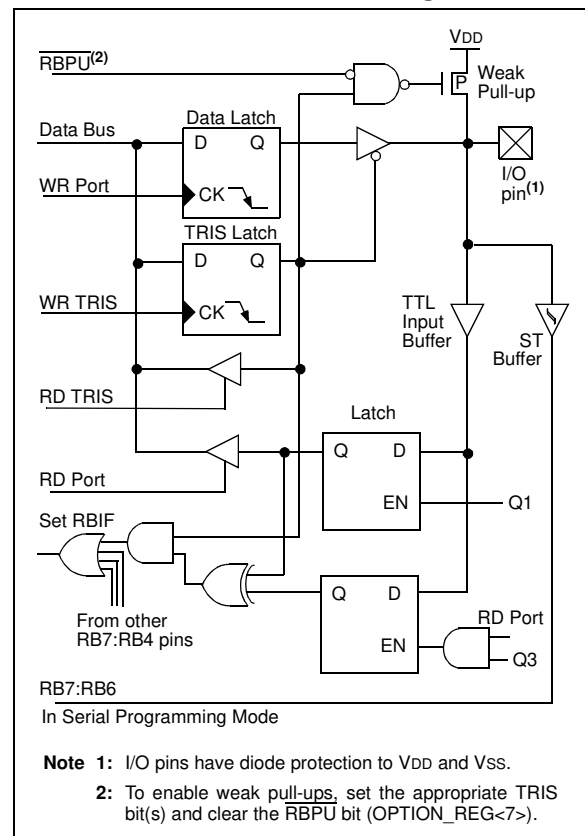 VDD
RBPU(2)
P
Weak
Pull-up
Data Latch
Data Bus
D Q
I/O
pin(1)
WR Port
CK
TRIS Latch
D Q
WR TRIS
CK
TTL
Input
Buffer
ST
Buffer
RD TRIS
Latch
Q D
RD Port
EN
Q1
Set RBIF
Q D
From other
RB7:RB4 pins
RD Port
EN
Q3
RB7:RB6
In Serial Programming Mode
Note 1: I/O pins have diode protection to VDD and VSS.
2: To enable weak pull-ups, set the appropriate TRIS
bit(s) and clear the RBPU bit (OPTION_REG<7>).